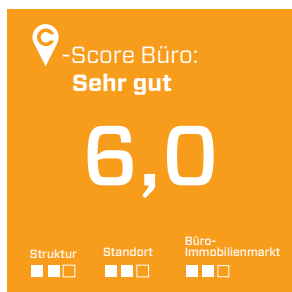 C-Score Büro:
Sehr gut
6,0
Struktur
Standort
Büro-
Immobilienmarkt